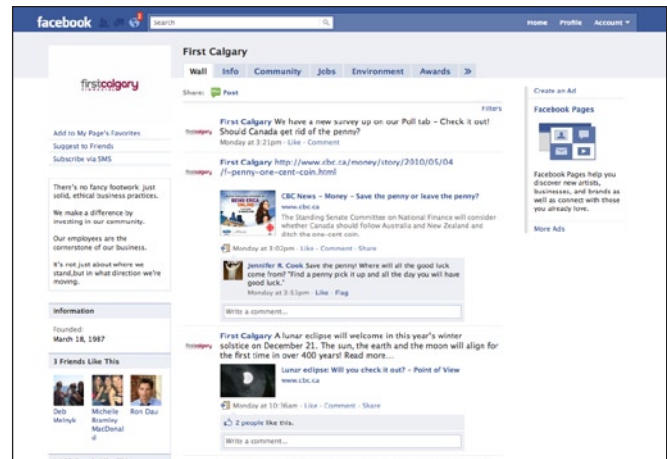 facebook
search
Home Profile Account
First Calgary
Wall Info Community Jobs Environment Awards »
Share: Post
Filters
firstcalgary
Add to My Page's Favorites
Suggest to Friends
Subscribe via SMS
There's no fancy footwork. just
solid, ethical business practices.
We make a difference by
investing in our community.
Our employees are the
cornerstone of our business.
It's not just about where we
stand,but in what direction we're
moving.
Information
Founded:
March 18, 1987
3 Friends Like This
Deb
Melnyk
Michelle
Bramley
MacDonal
d
Ron Dau
First Calgary We have a new survey up on our Poll tab – Check it out!
Should Canada get rid of the penny?
Monday at 3:21pm · Like · Comment
First Calgary http://www.cbc.ca/money/story/2010/05/04
/f-penny-one-cent-coin.html
CBC News – Money – Save the penny or leave the penny?
www.cbc.ca
The Standing Senate Committee on National Finance will consider
whether Canada should follow Australia and New Zealand and
ditch the one-cent coin.
Monday at 3:02pm · Like · Comment · Share
Jennifer R. Cook Save the penny! Where will all the good luck
come from? "Find a penny pick it up and all the day you will have
good luck."
Monday at 3:51pm · Like · Flag
Write a comment...
First Calgary A lunar eclipse will welcome in this year's winter
solstice on December 21. The sun, the earth and the moon will align for
the first time in over 400 years! Read more...
Lunar eclipse: Will you check it out? – Point of View
www.cbc.ca
Monday at 10:36am · Like · Comment · Share
2 people like this.
Write a comment...
Create an Ad
Facebook Pages
Facebook Pages help you
discover new artists,
businesses, and brands as
well as connect with those
you already love.
More Ads